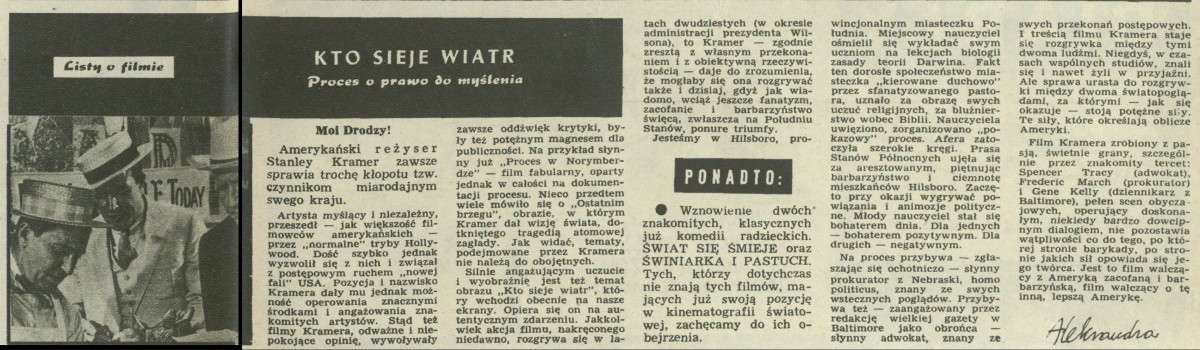 Listy o filmie
KTO SIEJE WIATR
Proces o prawo do myślenia
TODAY
Moi Drodzy!
Amerykański reżyser
Stanley Kramer zawsze
sprawia trochę kłopotu tzw.
czynnikom miarodajnym
swego kraju.
Artysta myślący i niezależny,
przeszedł — jak większość fil-
mowców amerykańskich —
przez „normalne" tryby Holly-
wood. Dość szybko jednak
wyzwolił się z nich i związał
z postępowym ruchem „nowej
fali" USA. Pozycja i nazwisko
Kramera dały mu jednak moż-
ność operowania znacznymi
środkami i angażowania zna-
komitych artystów. Stąd też
filmy Kramera, odważne i nie-
pokojące opinię, wywoływały
zawsze oddźwięk krytyki, by-
ły też potężnym magnesem dla
publiczności. Na przykład słyn-
ny już „Proces w Norymber-
dze" — film fabularny, oparty
jednak w całości na dokumen-
tacji procesu. Nieco przedtem
wiele mówiło się o „Ostatnim
brzegu", obrazie, w którym
Kramer dał wizję świata, do-
tkniętego tragedią atomowej
zagłady. Jak widać, tematy,
podejmowane przez Kramera
nie należą do obojętnych.
Silnie angażującym uczucie
i wyobraźnię jest też temat
obrazu „Kto sieje wiatr", któ-
ry wchodzi obecnie na nasze
ekrany. Opiera się on na au-
tentycznym zdarzeniu. Jakkol-
wiek akcja filmu, nakręconego
niedawno, rozgrywa się w la-
tach dwudziestych (w okresie
administracji prezydenta Wil-
sona), to Kramer — zgodnie
zresztą z własnym przekona-
niem i z obiektywną rzeczywi-
stością — daje do zrozumienia,
że mogłaby się ona rozgrywać
także i dzisiaj, gdyż jak wia-
domo, wciąż jeszcze fanatyzm,
zacofanie i barbarzyństwo
święcą, zwłaszcza na Południu
Stanów, ponure triumfy.
Jesteśmy w Hilsboro, pro-
PONADTO:
● Wznowienie dwóch
znakomitych, klasycznych
już komedii radzieckich.
ŚWIAT SIĘ ŚMIEJE oraz
ŚWINIARKA I PASTUCH.
Tych, którzy dotychczas
nie znają tych filmów, ma-
jących już swoją pozycję
w kinematografii świato-
wej, zachęcamy do ich o-
bejrzenia.
wincjonalnym miasteczku Po-
łudnia. Miejscowy nauczyciel
ośmielił się wykładać swym
uczniom na lekcjach biologii
zasady teorii Darwina. Fakt
ten dorosłe społeczeństwo mia-
steczka „kierowane duchowo"
przez sfanatyzowanego pasto-
ra, uznało za obrazę swych
uczuć religijnych, za bluźnier-
stwo wobec Biblii. Nauczyciela
uwięziono, zorganizowano „po-
kazowy" proces. Afera zato-
czyła szerokie kręgi. Prasa
Stanów Północnych ujęła się
za aresztowanym, piętnując
barbarzyństwo i ciemnotę
mieszkańców Hilsboro. Zaczę-
to przy okazji wygrywać po-
wiązania i animozje politycz-
ne. Młody nauczyciel stał się
bohaterem dnia. Dla jednych
— bohaterem pozytywnym. Dla
drugich — negatywnym.
Na proces przybywa — zgła-
szając się ochotniczo — słynny
prokurator z Nebraski, homo
politicus, znany ze swych
wstecznych poglądów. Przyby-
wa też — zaangażowany przez
redakcję wielkiej gazety w
Baltimore jako obrońca —
słynny adwokat, znany ze
swych przekonań postępowych.
I treścią filmu Kramera staje
się rozgrywka między tymi
dwoma ludźmi. Niegdyś, w cza-
sach wspólnych studiów, znali
się i nawet żyli w przyjaźni.
Ale sprawa urasta do rozgryw-
ki między dwoma światopoglą-
dami, za którymi — jak się
okazuje — stoją potężne siły.
Te siły, które określają oblicze
Ameryki.
Film Kramera zrobiony z pa-
sją, świetnie grany, szczegól-
nie przez znakomity tercet:
Spencer Tracy (adwokat),
Frederic March (prokurator)
i Gene Kelly (dziennikarz z
Baltimore), pełen scen obycza-
jowych, operujący doskona-
łym, niekiedy bardzo dowcip-
nym dialogiem, nie pozostawia
wątpliwości co do tego, po któ-
rej stronie barykady, po stro-
nie jakich sił opowiada się je-
go twórca. Jest to film walczą-
cy z Ameryką zacofaną i bar-
barzyńską, film walczący o tę
inną, lepszą Amerykę.
Aleksandra